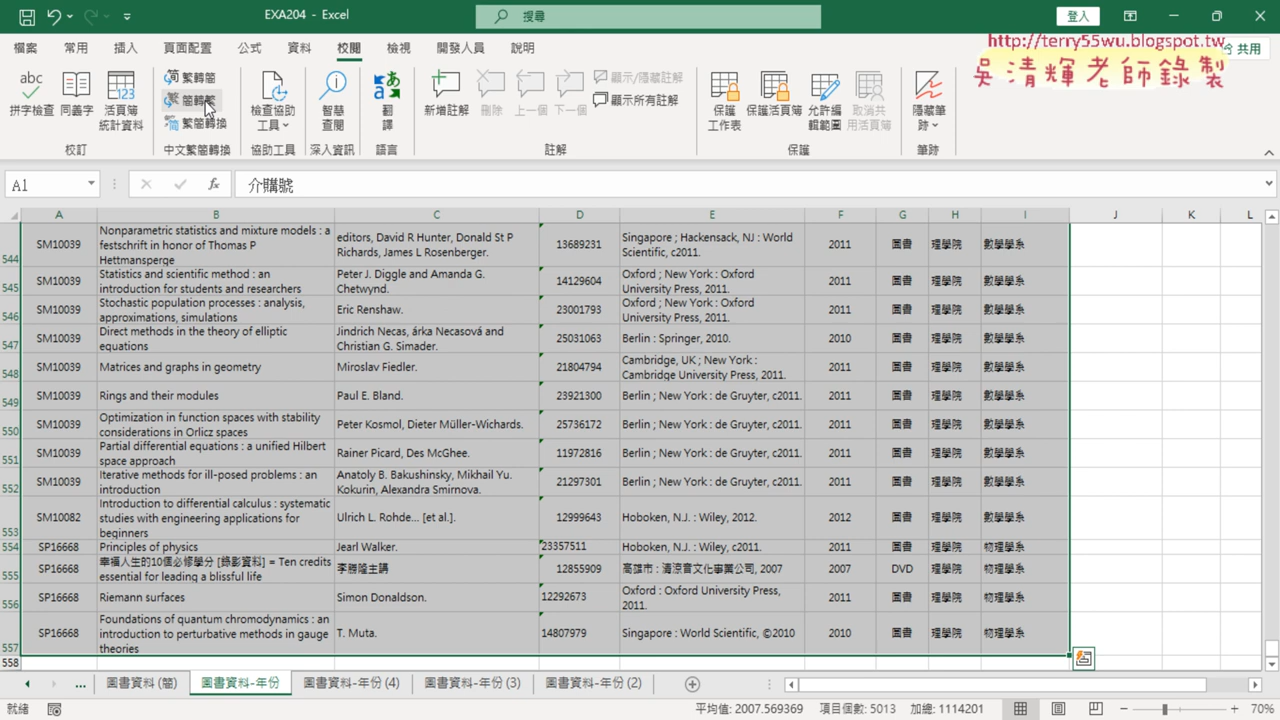 EXA204 - Excel
搜尋
登入
檔案 常用 插入 頁面配置 公式 資料 校閱 檢視 開發人員 說明
http://terry55wu.blogspot.tw
共用
吳清輝老師錄製
abc
拼字檢查
同義字
123
活頁簿
統計資料
繁轉簡
簡轉繁
繁簡轉換
檢查協助
工具
智慧
查閱
翻
譯
新增註解
刪除
上一個
下一個
顯示/隱藏註解
顯示所有註解
保護
工作表
保護活頁簿
允許編
輯範圍
取消共
用活頁簿
隱藏筆
跡
校訂 中文繁簡轉換 協助工具 深入資訊 語言 註解 保護 筆跡
A1 fx 介購號
A B C D E F G H I J K L
544 SM10039 Nonparametric statistics and mixture models : a festschrift in honor of Thomas P Hettmansperge editors, David R Hunter, Donald St P Richards, James L Rosenberger. 13689231 Singapore ; Hackensack, NJ : World Scientific, c2011. 2011 圖書 理學院 數學學系
545 SM10039 Statistics and scientific method : an introduction for students and researchers Peter J. Diggle and Amanda G. Chetwynd. 14129604 Oxford ; New York : Oxford University Press, 2011. 2011 圖書 理學院 數學學系
546 SM10039 Stochastic population processes : analysis, approximations, simulations Eric Renshaw. 23001793 Oxford ; New York : Oxford University Press, 2011. 2011 圖書 理學院 數學學系
547 SM10039 Direct methods in the theory of elliptic equations Jindrich Necas, árka Necasová and Christian G. Simader. 25031063 Berlin : Springer, 2010. 2010 圖書 理學院 數學學系
548 SM10039 Matrices and graphs in geometry Miroslav Fiedler. 21804794 Cambridge, UK ; New York : Cambridge University Press, 2011. 2011 圖書 理學院 數學學系
549 SM10039 Rings and their modules Paul E. Bland. 23921300 Berlin ; New York : de Gruyter, c2011. 2011 圖書 理學院 數學學系
550 SM10039 Optimization in function spaces with stability considerations in Orlicz spaces Peter Kosmol, Dieter Müller-Wichards. 25736172 Berlin ; New York : de Gruyter, c2011. 2011 圖書 理學院 數學學系
551 SM10039 Partial differential equations : a unified Hilbert space approach Rainer Picard, Des McGhee. 11972816 Berlin ; New York : de Gruyter, c2011. 2011 圖書 理學院 數學學系
552 SM10039 Iterative methods for ill-posed problems : an introduction Anatoly B. Bakushinsky, Mikhail Yu. Kokurin, Alexandra Smirnova. 21297301 Berlin ; New York : de Gruyter, c2011. 2011 圖書 理學院 數學學系
553 SM10082 Introduction to differential calculus : systematic studies with engineering applications for beginners Ulrich L. Rohde... [et al.]. 12999643 Hoboken, N.J. : Wiley, 2012. 2012 圖書 理學院 數學學系
554 SP16668 Principles of physics Jearl Walker. 23357511 Hoboken, N.J. : Wiley, c2011. 2011 圖書 理學院 物理學系
555 SP16668 幸福人生的10個必修學分 [錄影資料] = Ten credits essential for leading a blissful life 李勝隆主講 12855909 高雄市 : 清涼音文化事業公司, 2007 2007 DVD 理學院 物理學系
556 SP16668 Riemann surfaces Simon Donaldson. 12292673 Oxford : Oxford University Press, 2011. 2011 圖書 理學院 物理學系
557 SP16668 Foundations of quantum chromodynamics : an introduction to perturbative methods in gauge theories T. Muta. 14807979 Singapore : World Scientific, ©2010 2010 圖書 理學院 物理學系
558
... 圖書資料 (簡) 圖書資料-年份 圖書資料-年份 (4) 圖書資料-年份 (3) 圖書資料-年份 (2)
就緒 平均值: 2007.569369 項目個數: 5013 加總: 1114201 70%